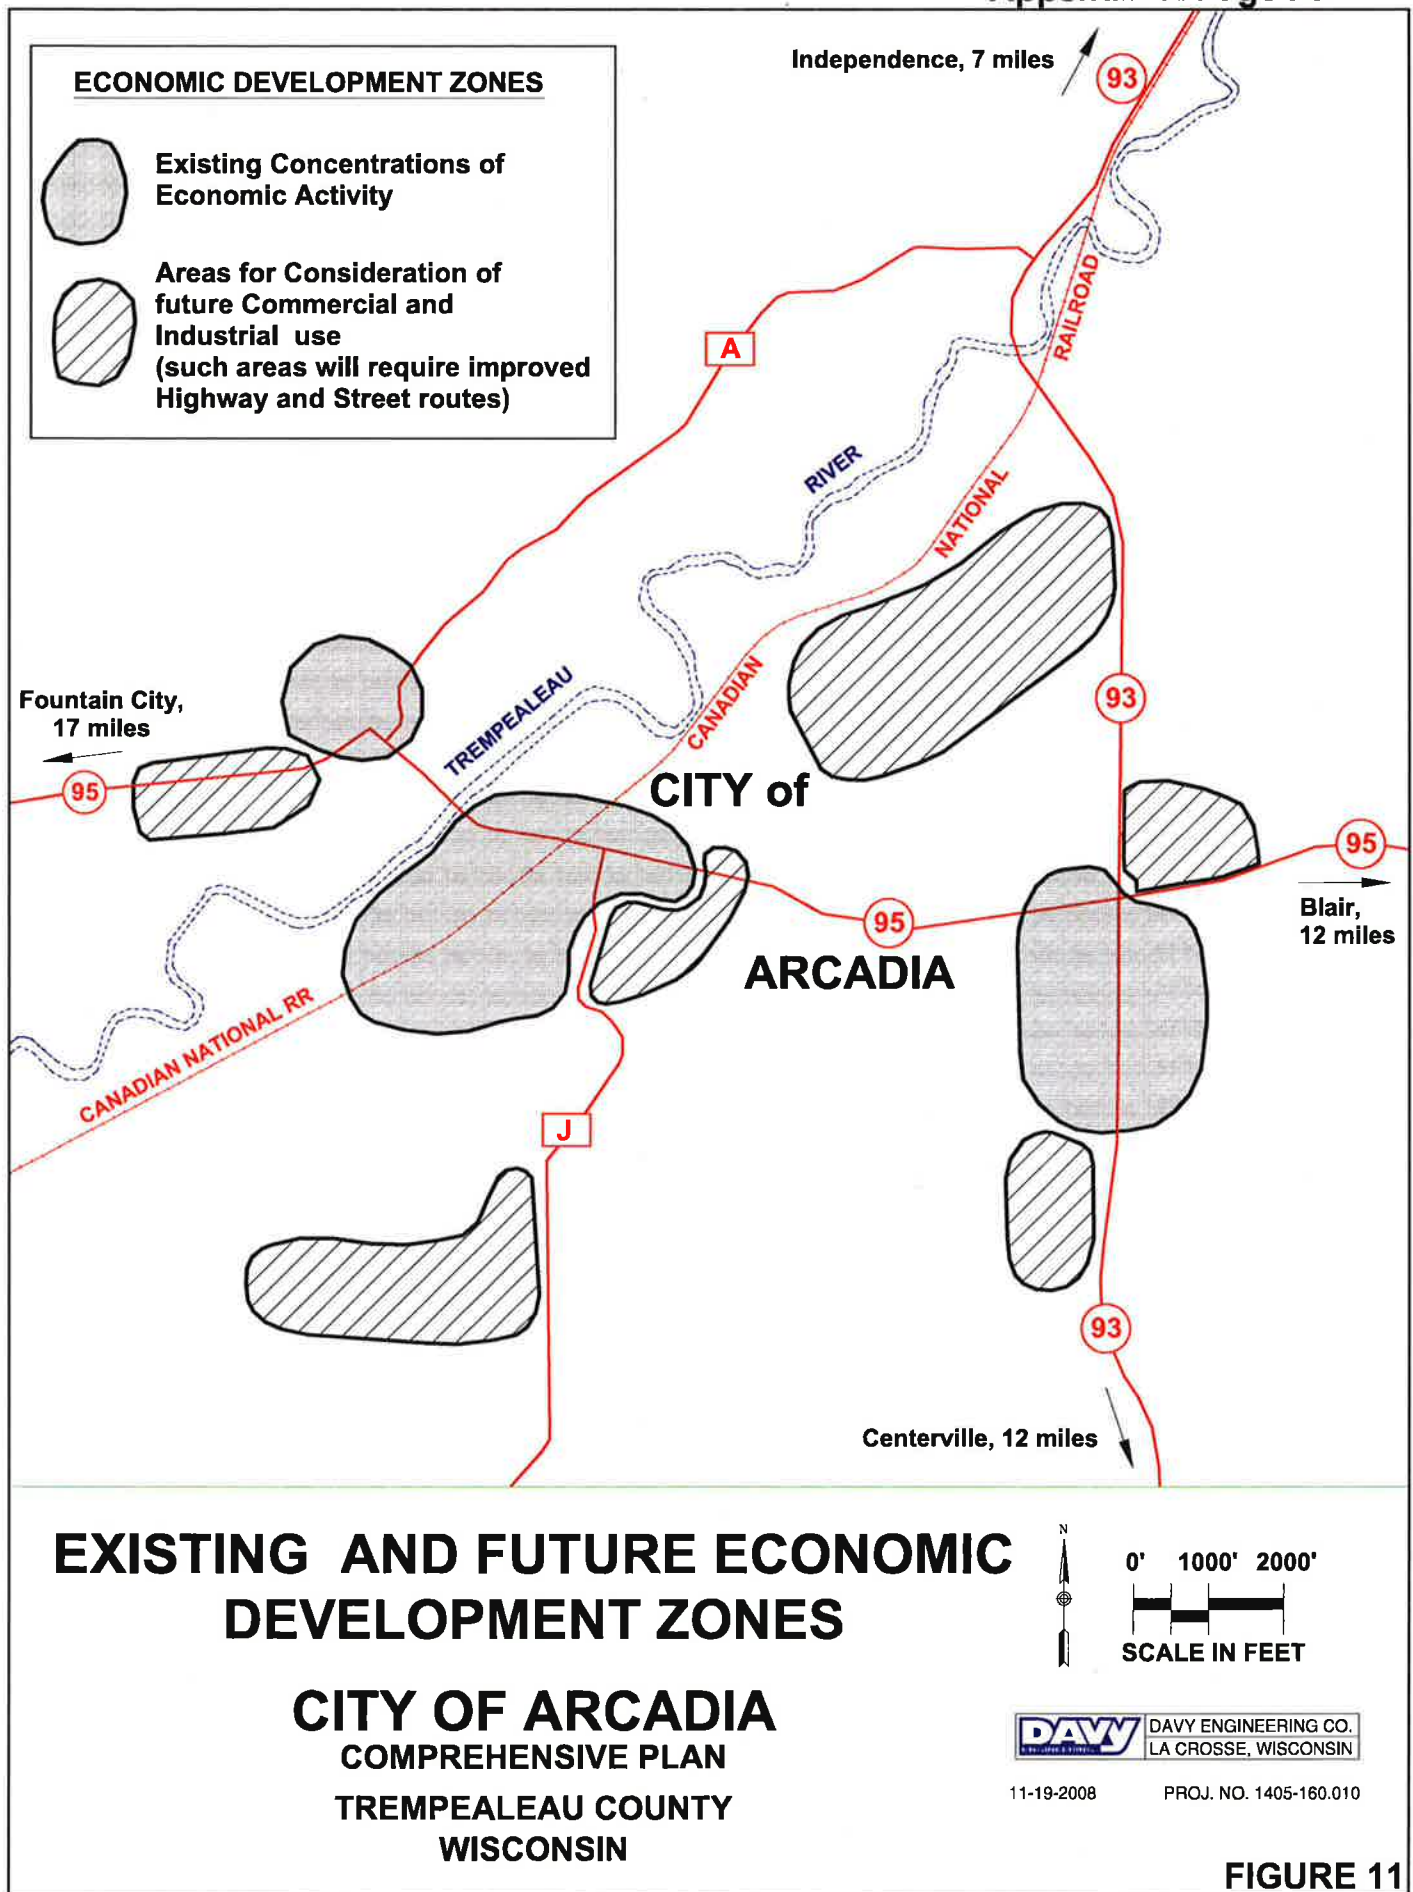 Independence, 7 miles
93
ECONOMIC DEVELOPMENT ZONES
Existing Concentrations of
Economic Activity
Areas for Consideration of
future Commercial and
Industrial use
(such areas will require improved
Highway and Street routes)
A
RAILROAD
RIVER
NATIONAL
Fountain City,
17 miles
TREMPEALEAU
CANADIAN
93
95
CITY of
95
95
Blair,
12 miles
ARCADIA
CANADIAN NATIONAL RR
J
93
Centerville, 12 miles
EXISTING AND FUTURE ECONOMIC
DEVELOPMENT ZONES
CITY OF ARCADIA
COMPREHENSIVE PLAN
TREMPEALEAU COUNTY
WISCONSIN
N
0' 1000' 2000'
SCALE IN FEET
DAVY
DAVY ENGINEERING CO.
LA CROSSE, WISCONSIN
11-19-2008 PROJ. NO. 1405-160.010
FIGURE 11